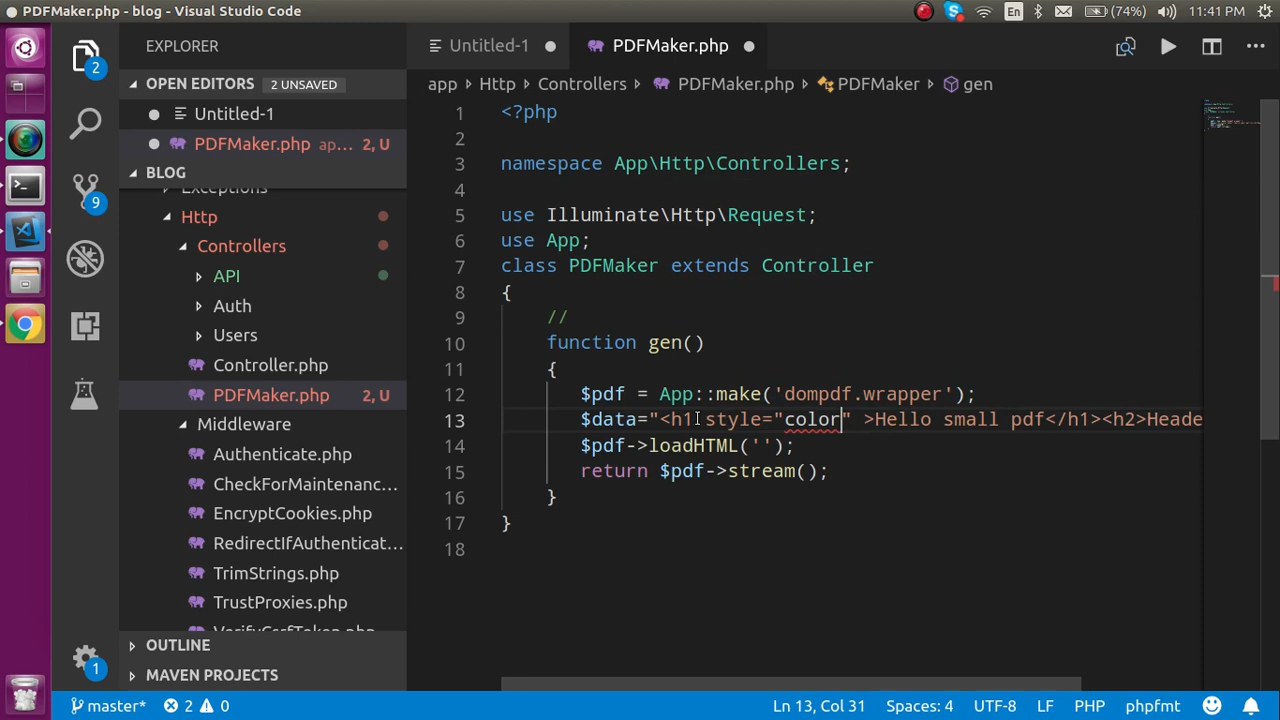 PDFMaker.php - blog - Visual Studio Code
En (74%) 11:41 PM
EXPLORER
Untitled-1
PDFMaker.php
OPEN EDITORS 2 UNSAVED
app > Http > Controllers > PDFMaker.php > PDFMaker > gen
Untitled-1
PDFMaker.php ap... 2, U
BLOG
Exceptions
Http
Controllers
API
Auth
Users
Controller.php
PDFMaker.php 2, U
Middleware
Authenticate.php
CheckForMaintenanc...
EncryptCookies.php
RedirectIfAuthenticat...
TrimStrings.php
TrustProxies.php
VerifyCsrfToken.php
OUTLINE
MAVEN PROJECTS
2
9
1
1 <?php
2
3 namespace App\Http\Controllers;
4
5 use Illuminate\Http\Request;
6 use App;
7 class PDFMaker extends Controller
8 {
9 //
10 function gen()
11 {
12 $pdf = App::make('dompdf.wrapper');
13 $data="<h1 style="color" >Hello small pdf</h1><h2>Heade
14 $pdf->loadHTML('');
15 return $pdf->stream();
16 }
17 }
18
master* 2 0 Ln 13, Col 31 Spaces: 4 UTF-8 LF PHP phpfmt